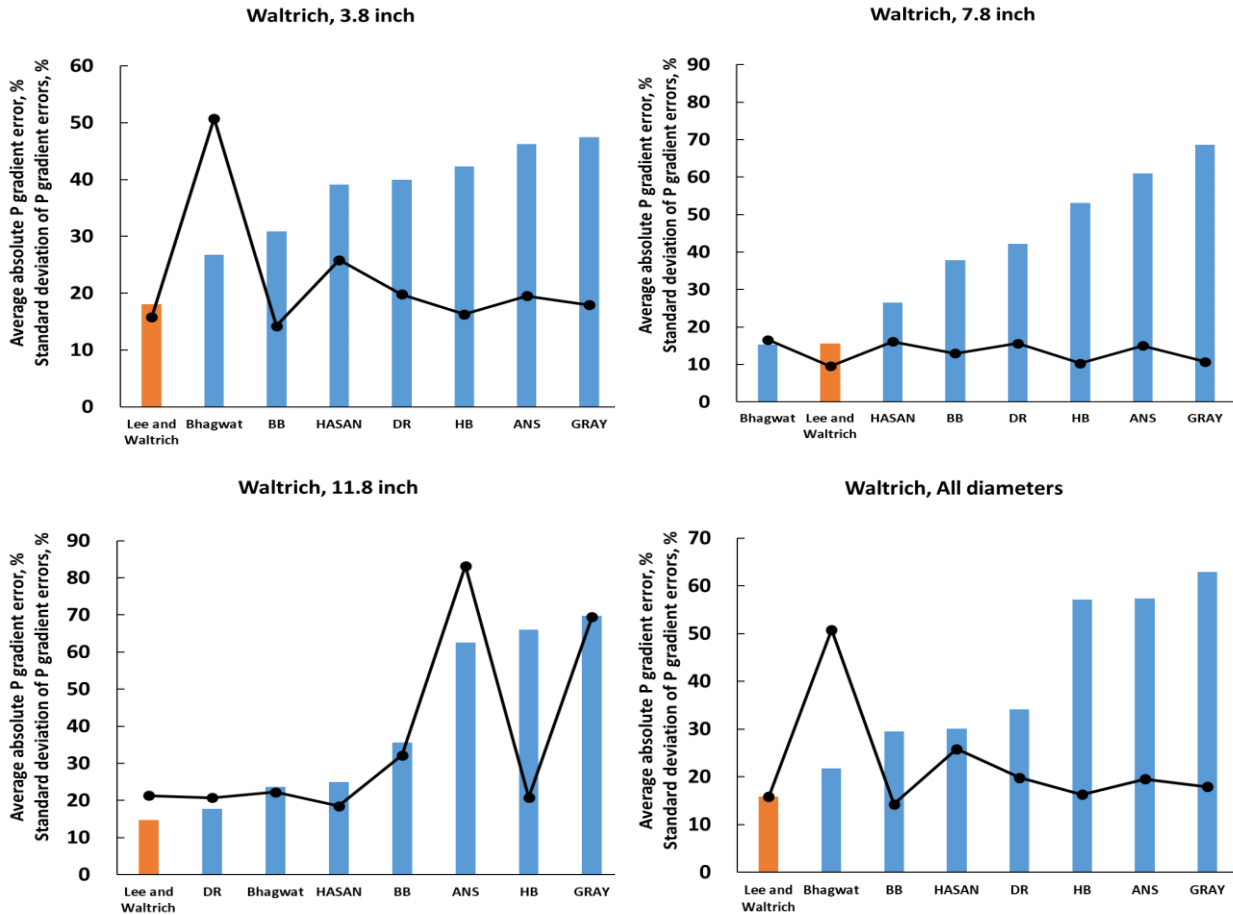 Waltrich, 3.8 inch
Average absolute P gradient error, %
Standard deviation of P gradient errors, %
60
50
40
30
20
10
0
Lee and Waltrich
Bhagwat
BB
HASAN
DR
HB
ANS
GRAY
Waltrich, 7.8 inch
Average absolute P gradient error, %
Standard deviation of P gradient errors, %
90
80
70
60
50
40
30
20
10
0
Bhagwat
Lee and Waltrich
HASAN
BB
DR
HB
ANS
GRAY
Waltrich, 11.8 inch
Average absolute P gradient error, %
Standard deviation of P gradient errors, %
90
80
70
60
50
40
30
20
10
0
Lee and Waltrich
DR
Bhagwat
HASAN
BB
ANS
HB
GRAY
Waltrich, All diameters
Average absolute P gradient error, %
Standard deviation of P gradient errors, %
70
60
50
40
30
20
10
0
Lee and Waltrich
Bhagwat
BB
HASAN
DR
HB
ANS
GRAY